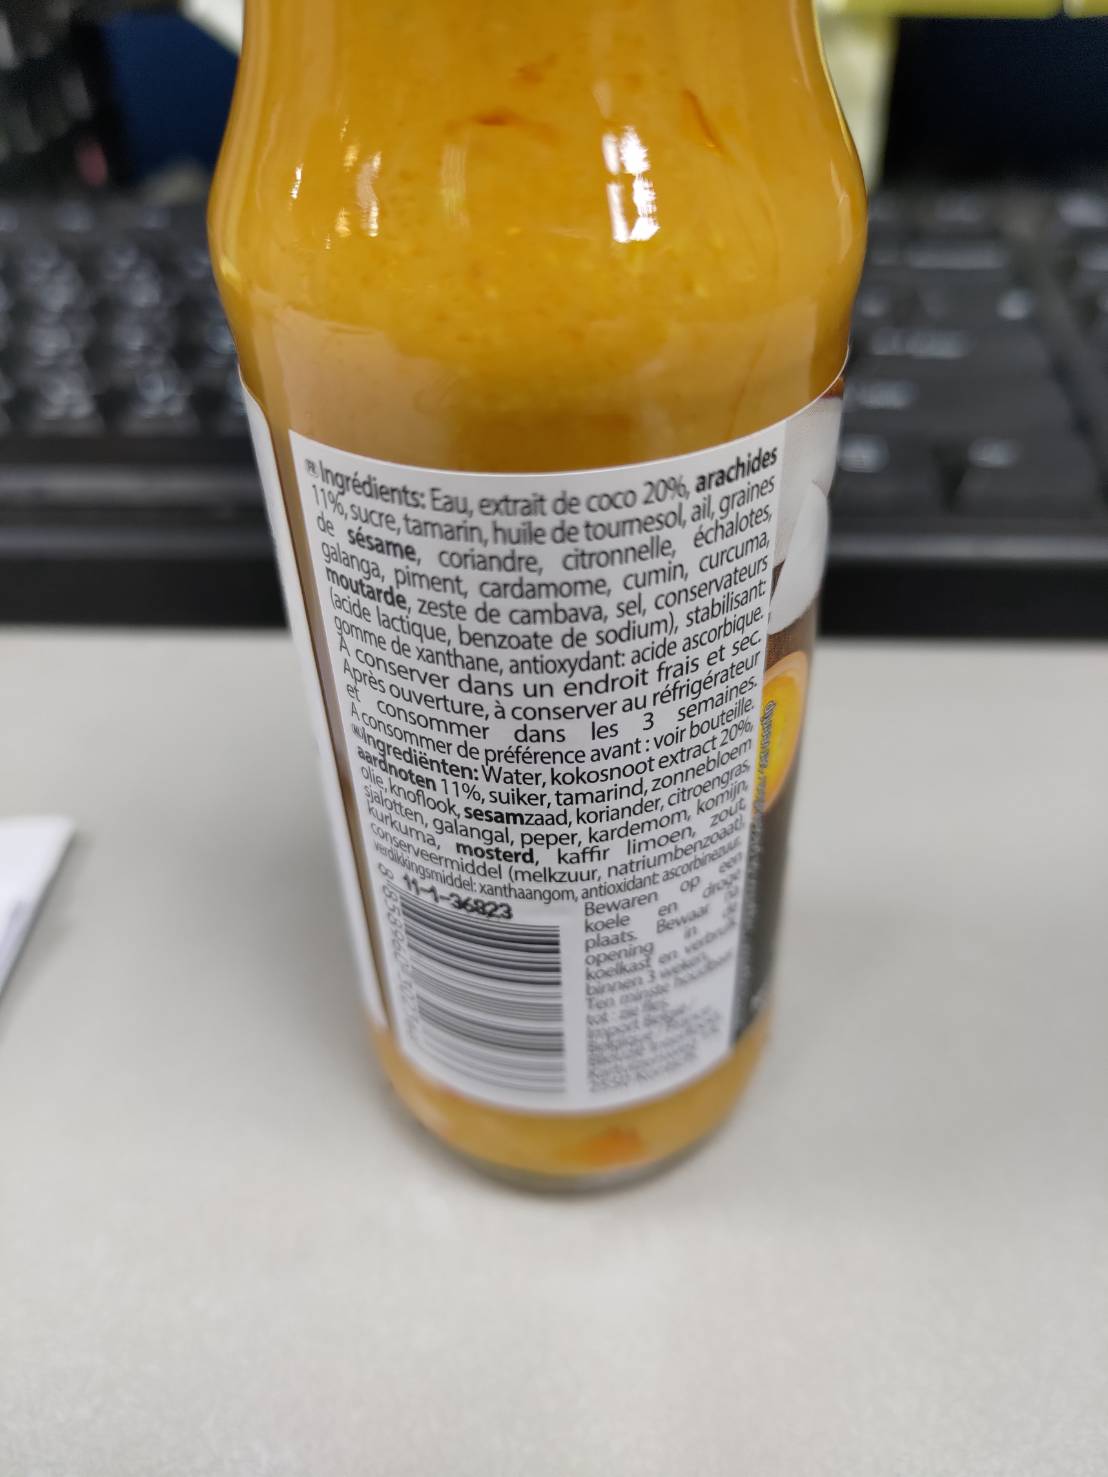 FR Ingrédients: Eau, extrait de coco 20%, arachides
11%, sucre, tamarin, huile de tournesol, ail, graines
de sésame, coriandre, citronnelle, échalotes,
galanga, piment, cardamome, cumin, curcuma,
moutarde, zeste de cambava, sel, conservateurs
(acide lactique, benzoate de sodium), stabilisant:
gomme de xanthane, antioxydant: acide ascorbique.
A conserver dans un endroit frais et sec.
Après ouverture, à conserver au réfrigérateur
et consommer dans les 3 semaines.
A consommer de préférence avant : voir bouteille.
NL Ingrediënten: Water, kokosnoot extract 20%,
aardnoten 11%, suiker, tamarind, zonnebloem
olie, knoflook, sesamzaad, koriander, citroengras,
sjalotten, galangal, peper, kardemom, komijn,
kurkuma, mosterd, kaffir limoen, zout,
conserveermiddel (melkzuur, natriumbenzoaat),
verdikkingsmiddel: xanthaangom, antioxidant: ascorbinezuur.
11-1-36823
Bewaren op een
koele en droge
plaats. Bewaar na
opening in de
koelkast en verbruik
binnen 3 weken.
Ten minste houdbaar
tot: zie fles.